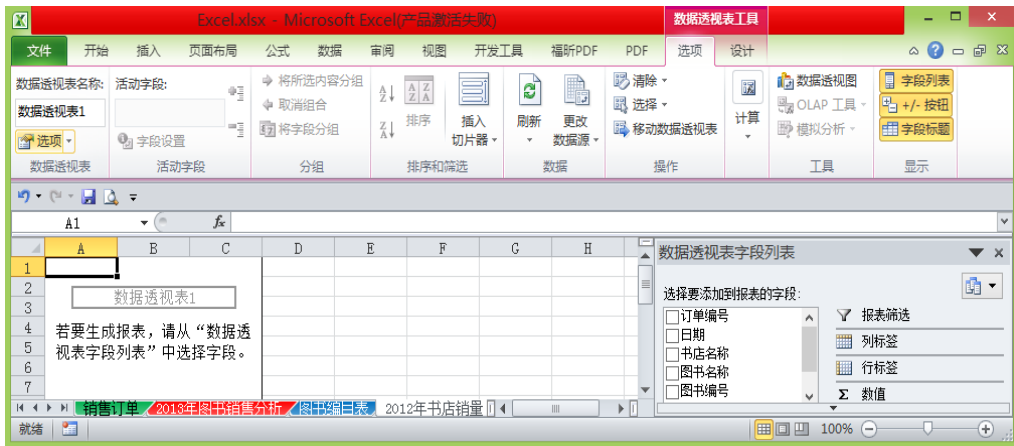 Excel.xlsx - Microsoft Excel(产品激活失败)
数据透视表工具
文件 开始 插入 页面布局 公式 数据 审阅 视图 开发工具 福昕PDF PDF 选项 设计
数据透视表名称:
数据透视表1
选项
数据透视表
活动字段:
字段设置
活动字段
将所选内容分组
取消组合
将字段分组
分组
排序
插入
切片器
排序和筛选
刷新
更改
数据源
数据
清除
选择
移动数据透视表
操作
计算
数据透视图
OLAP 工具
模拟分析
工具
字段列表
+/- 按钮
字段标题
显示
A1
fx
A B C D E F G H
1
2
3
4
5
6
7
数据透视表1
若要生成报表，请从“数据透
视表字段列表”中选择字段。
数据透视表字段列表
选择要添加到报表的字段:
订单编号
日期
书店名称
图书名称
图书编号
报表筛选
列标签
行标签
Σ 数值
销售订单 2013年图书销售分析 图书编目表 2012年书店销量
就绪
100%